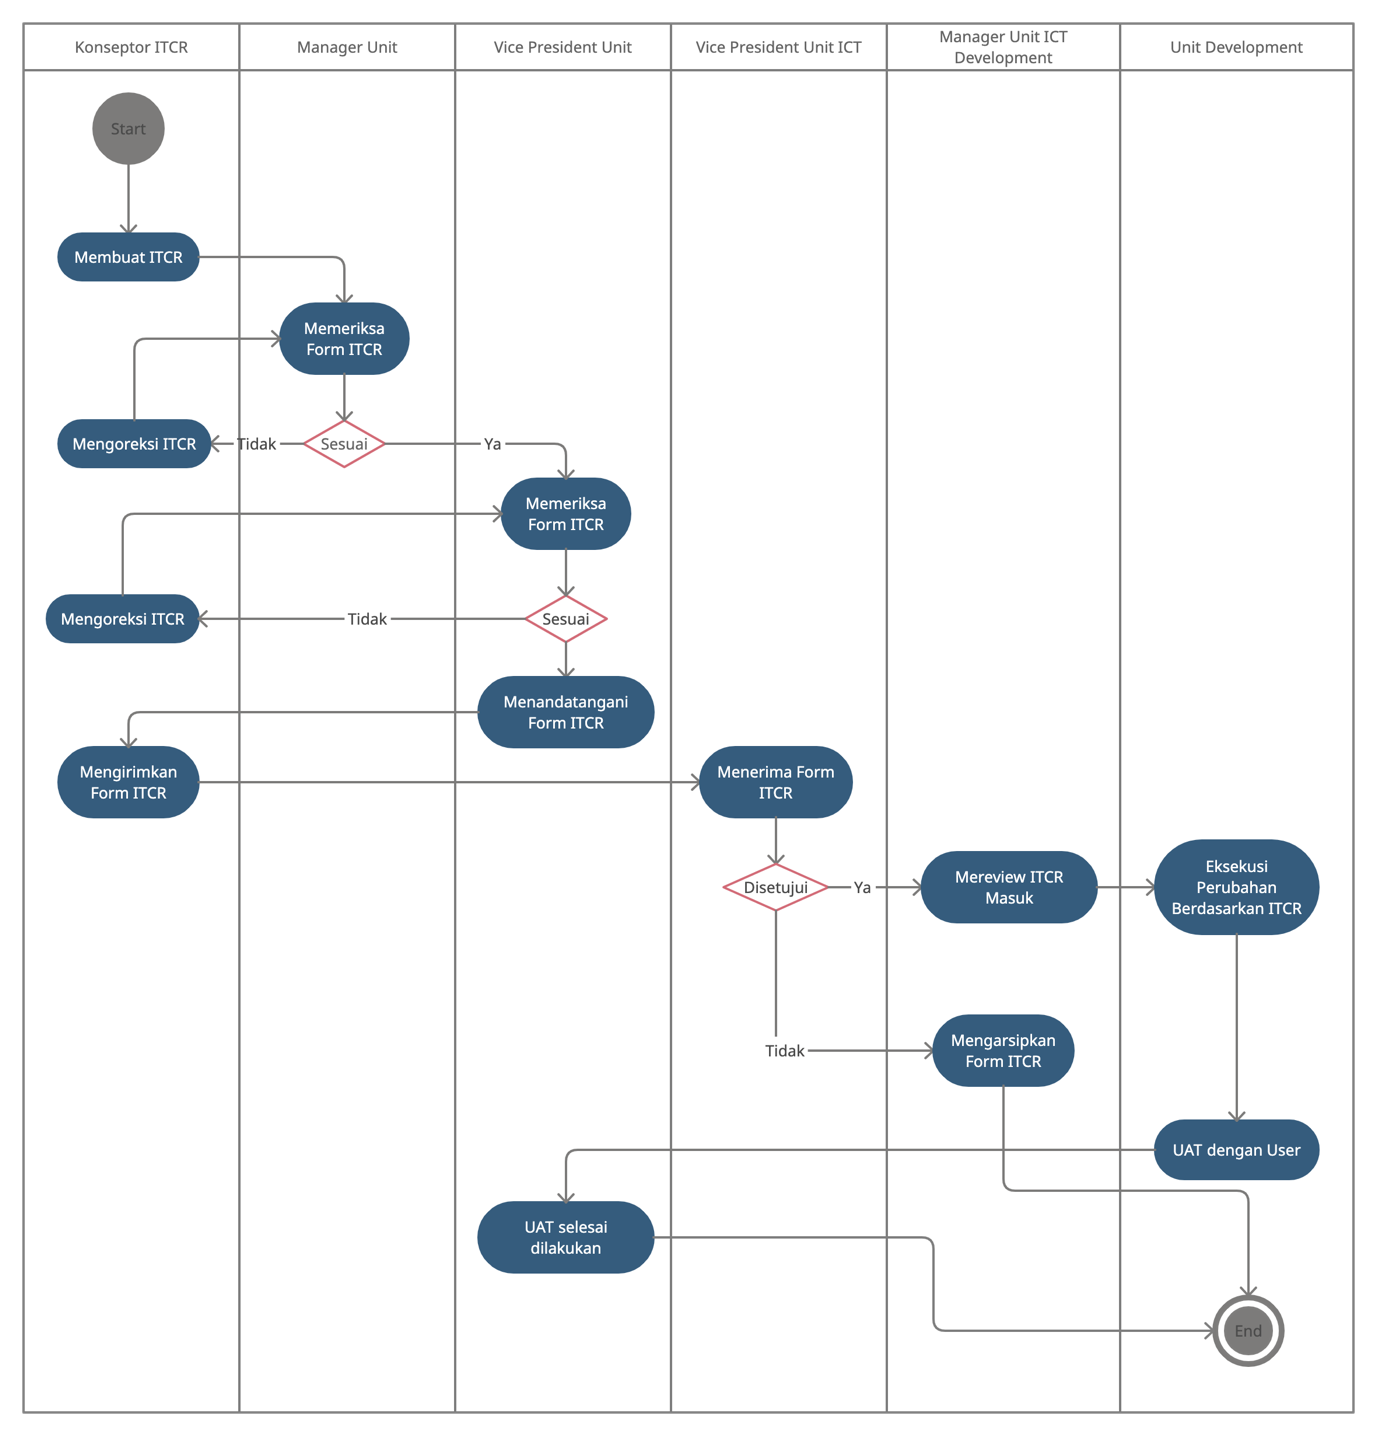 Konseptor ITCR
Manager Unit
Vice President Unit
Vice President Unit ICT
Manager Unit ICT
Development
Unit Development
Start
Membuat ITCR
Memeriksa
Form ITCR
Mengoreksi ITCR
Tidak
Sesuai
Ya
Memeriksa
Form ITCR
Mengoreksi ITCR
Tidak
Sesuai
Menandatangani
Form ITCR
Mengirimkan
Form ITCR
Menerima Form
ITCR
Disetujui
Ya
Mereview ITCR
Masuk
Eksekusi
Perubahan
Berdasarkan ITCR
Tidak
Mengarsipkan
Form ITCR
UAT dengan User
UAT selesai
dilakukan
End